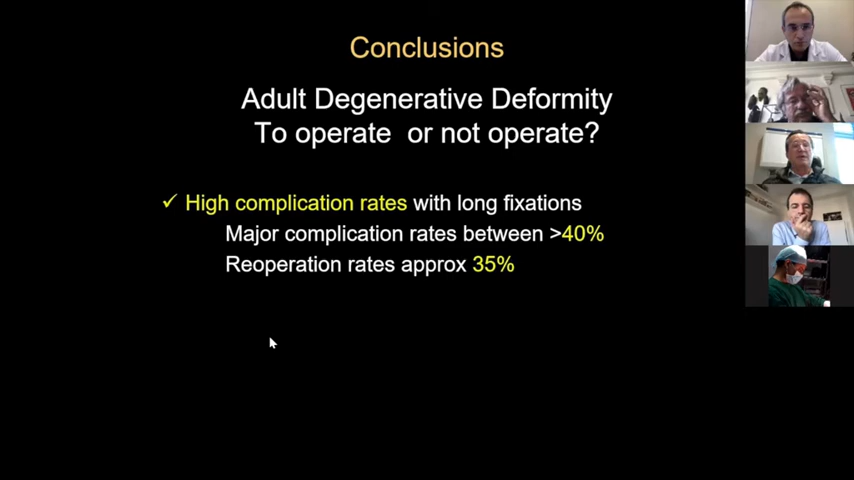 Conclusions
Adult Degenerative Deformity
To operate or not operate?
✓ High complication rates with long fixations
Major complication rates between >40%
Reoperation rates approx 35%